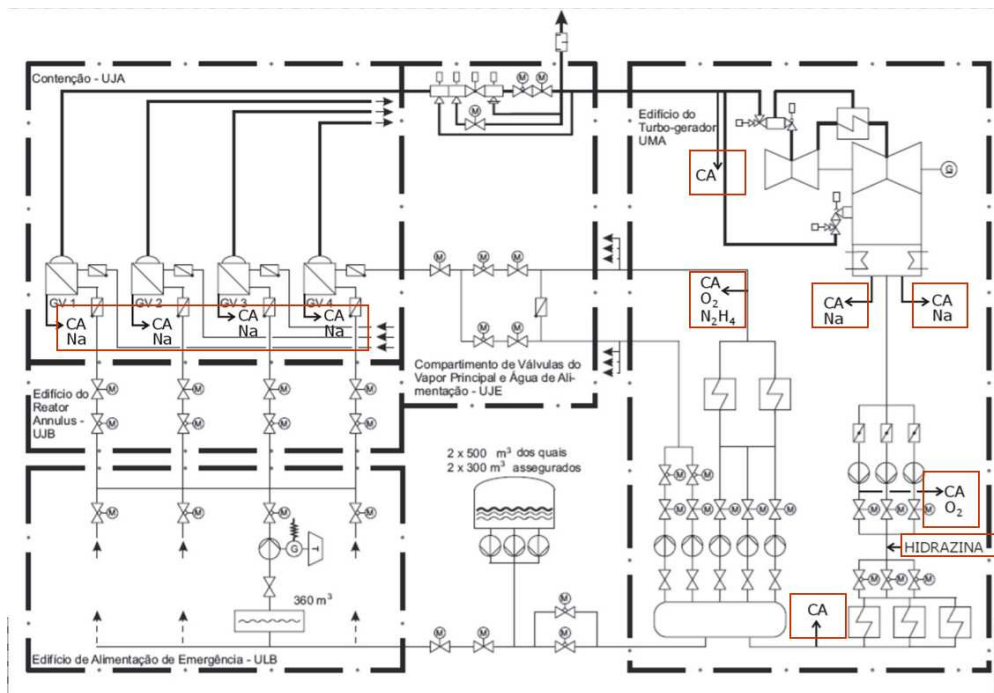 Contenção - UJA
Edifício do
Turbo-gerador
UMA
CA
G
GV 1
GV 2
GV 3
GV 4
CA
Na
CA
Na
CA
Na
CA
Na
M
M
M
M
M
M
M
M
CA
O₂
N₂H₄
CA
Na
CA
Na
Compartimento de Válvulas do
Vapor Principal e Água de Ali-
mentação - UJE
Edifício do
Reator
Annulus -
UJB
M
M
M
M
M
M
M
M
2 x 500 m³ dos quais
2 x 300 m³ assegurados
M
M
M
M
M
CA
O₂
M
M
M
M
M
M
M
G
T
HIDRAZINA
M
M
M
360 m³
CA
M
M
M
M
Edifício de Alimentação de Emergência - ULB